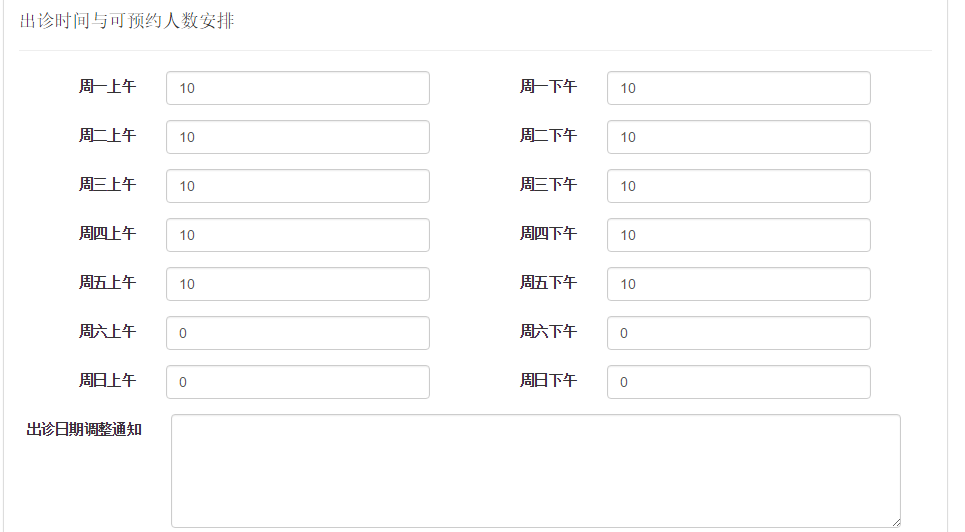 出诊时间与可预约人数安排
周一上午 10 周一下午 10
周二上午 10 周二下午 10
周三上午 10 周三下午 10
周四上午 10 周四下午 10
周五上午 10 周五下午 10
周六上午 0 周六下午 0
周日上午 0 周日下午 0
出诊日期调整通知